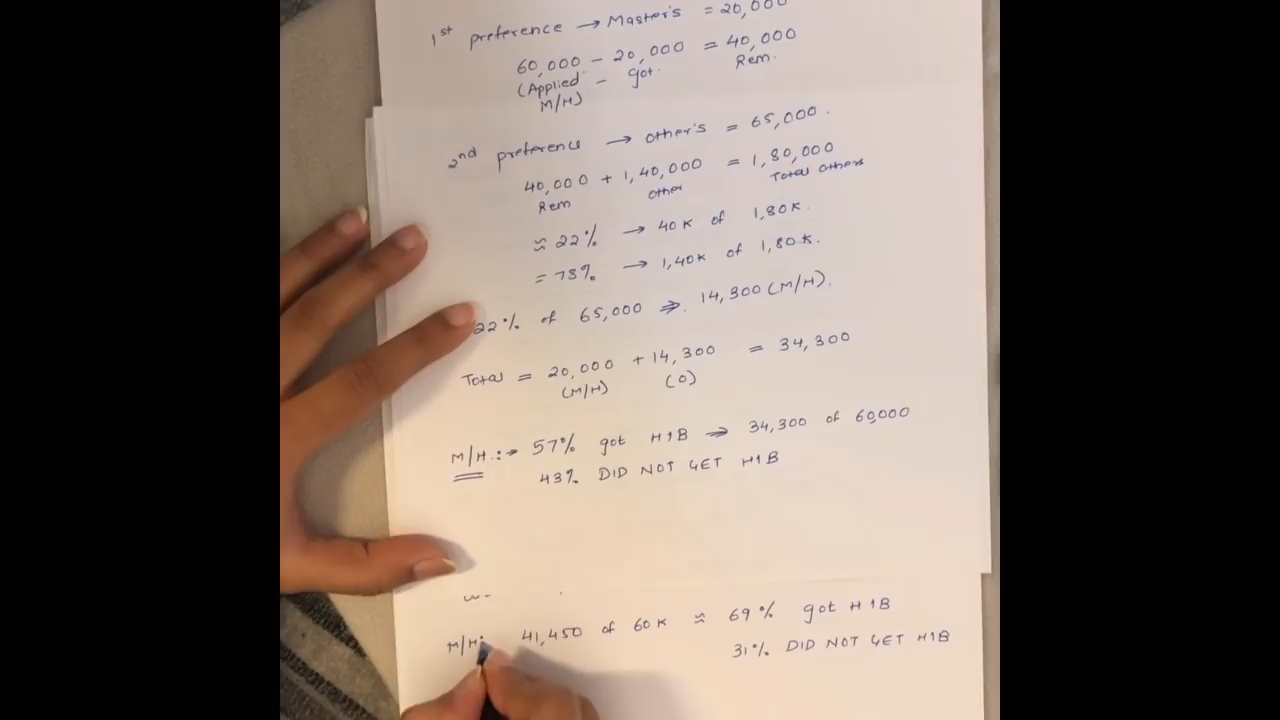 1st preference → Master's = 20,000
60,000 - 20,000 = 40,000
(Applied - Got. Rem.
M/H)
2nd preference → other's = 65,000.
40,000 + 1,40,000 = 1,80,000
Rem other Total others
≈ 22% → 40K of 1,80K.
= 78% → 1,40K of 1,80K.
22% of 65,000 ⇒ 14,300 (M/H).
Total = 20,000 + 14,300 = 34,300
(M/H) (O)
M/H :→ 57% got H1B ⇒ 34,300 of 60,000
43% DID NOT GET H1B
M/H: 41,450 of 60K ≈ 69% got H1B
31% DID NOT GET H1B